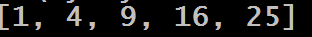 [1, 4, 9, 16, 25]